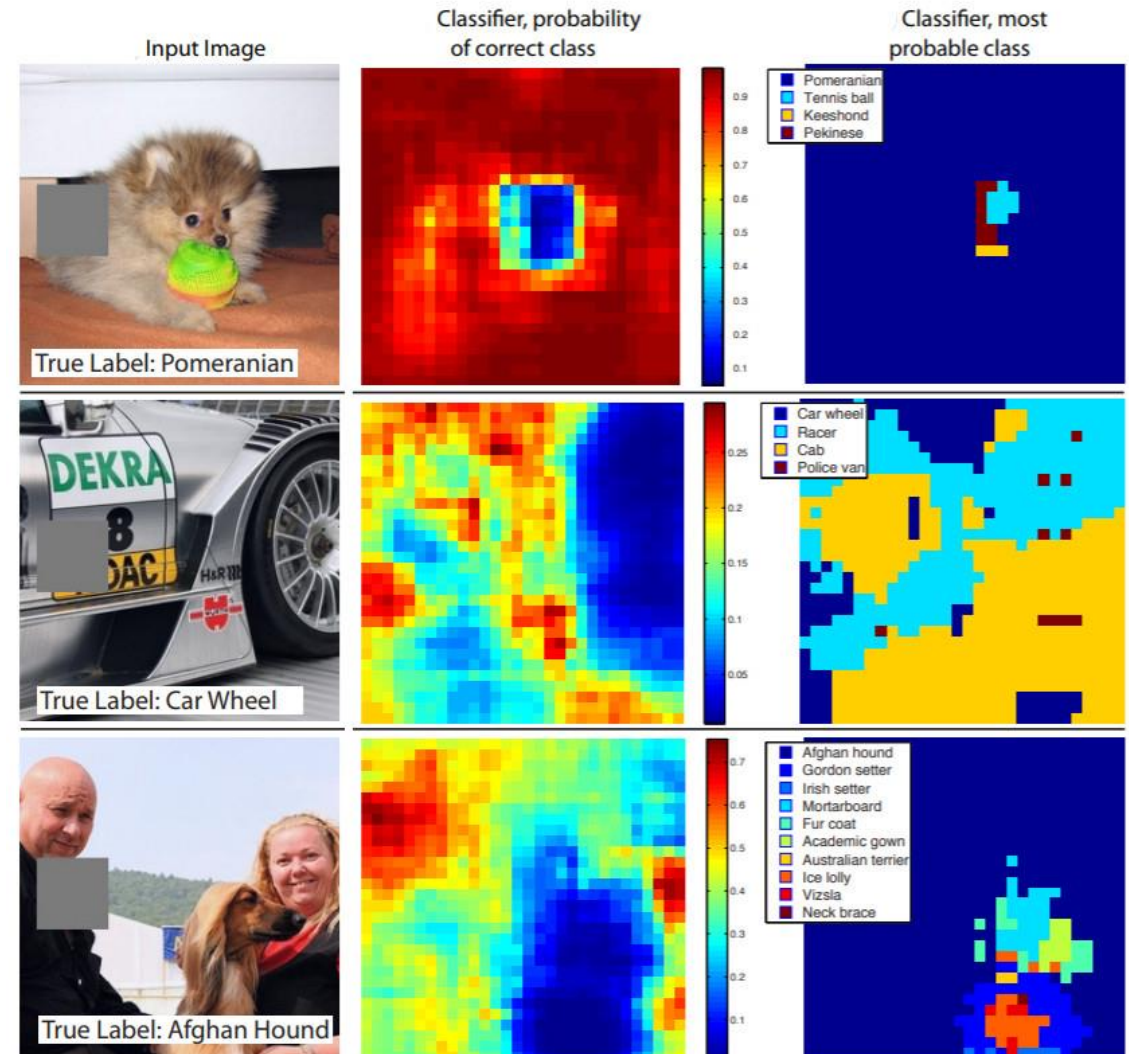 Input Image
Classifier, probability
of correct class
Classifier, most
probable class
True Label: Pomeranian
0.9
0.8
0.7
0.6
0.5
0.4
0.3
0.2
0.1
Pomeranian
Tennis ball
Keeshond
Pekinese
DEKRA
8
DAC
H&R
WÜRTH
True Label: Car Wheel
0.25
0.2
0.15
0.1
0.05
Car wheel
Racer
Cab
Police van
True Label: Afghan Hound
0.7
0.6
0.5
0.4
0.3
0.2
0.1
Afghan hound
Gordon setter
Irish setter
Mortarboard
Fur coat
Academic gown
Australian terrier
Ice lolly
Vizsla
Neck brace